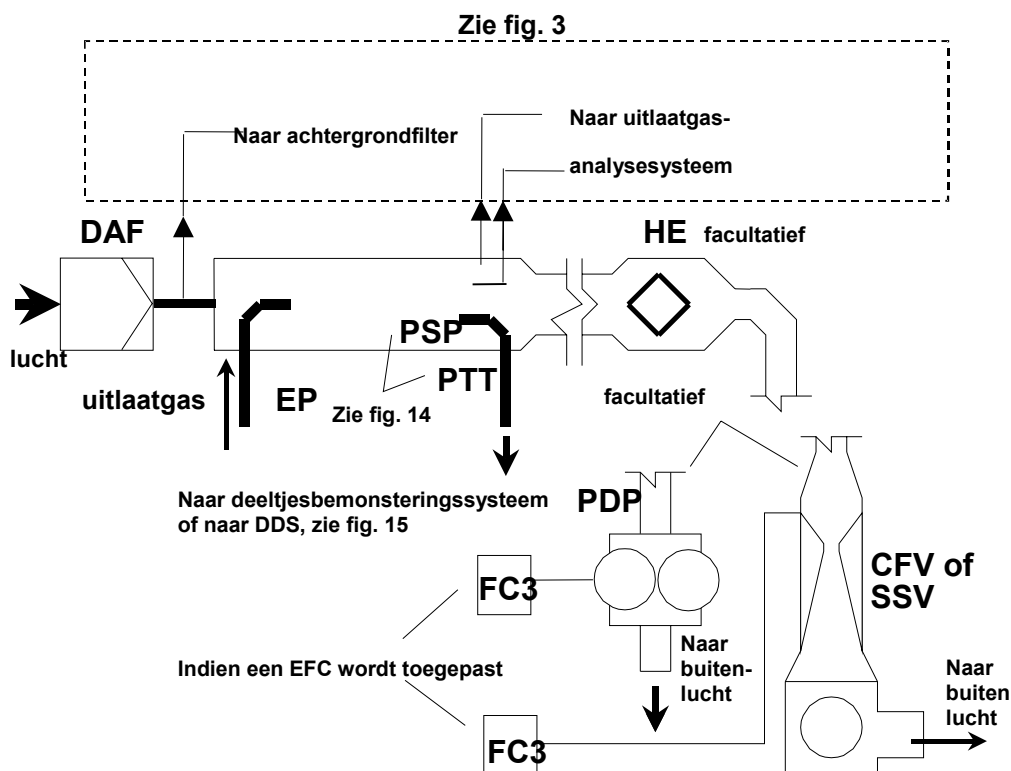 Zie fig. 3
Naar achtergrondfilter
Naar uitlaatgas-
analysesysteem
DAF
HE facultatief
lucht
PSP
uitlaatgas
EP
PTT
Zie fig. 14
facultatief
Naar deeltjesbemonsteringssysteem
of naar DDS, zie fig. 15
PDP
FC3
CFV of
SSV
Indien een EFC wordt toegepast
Naar
buiten-
lucht
Naar
buiten
lucht
FC3